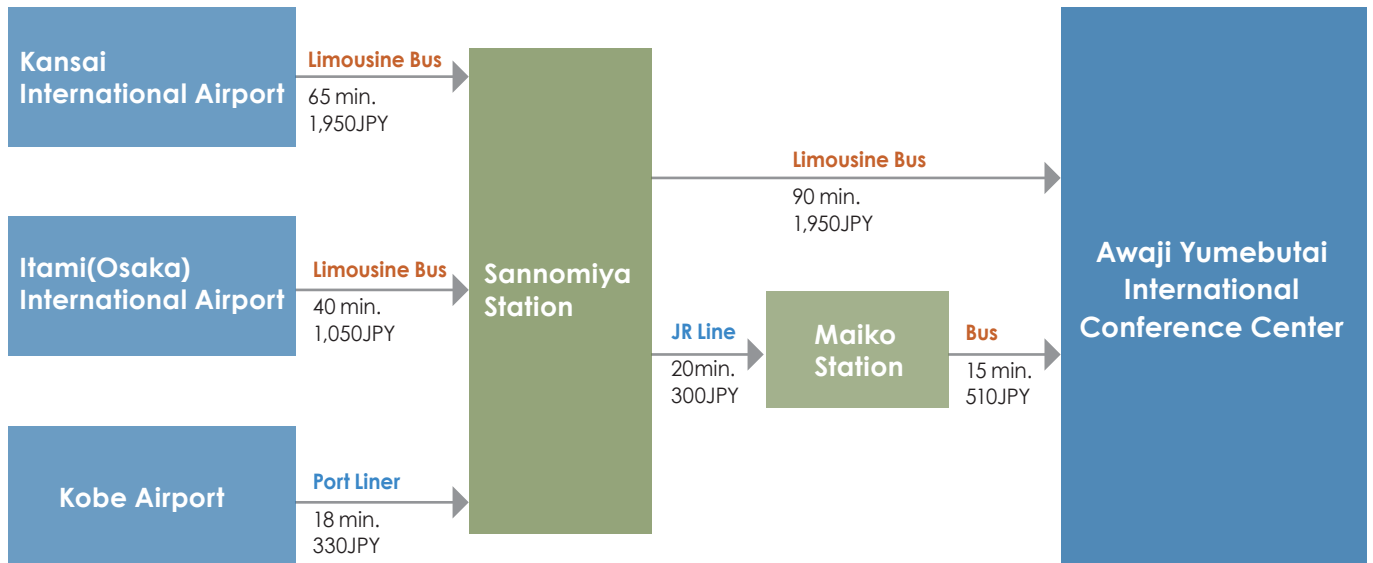 Kansai
International Airport
Limousine Bus
65 min.
1,950JPY
Itami(Osaka)
International Airport
Limousine Bus
40 min.
1,050JPY
Kobe Airport
Port Liner
18 min.
330JPY
Sannomiya
Station
Limousine Bus
90 min.
1,950JPY
JR Line
20min.
300JPY
Maiko
Station
Bus
15 min.
510JPY
Awaji Yumebutai
International
Conference Center